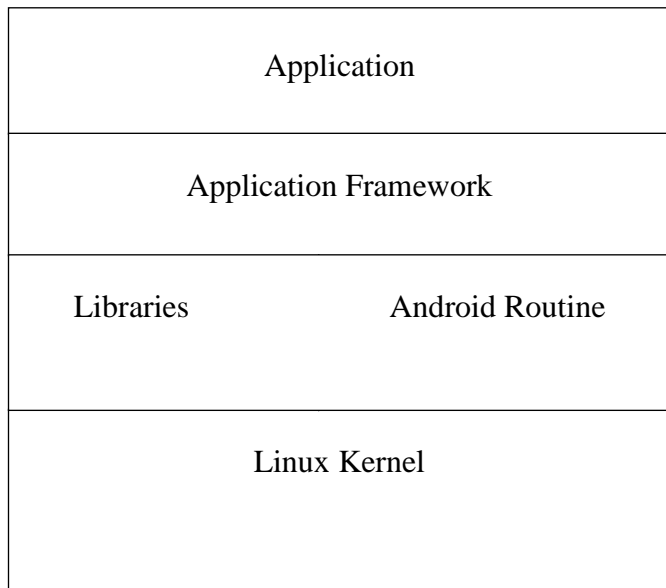 Application
Application Framework
Libraries Android Routine
Linux Kernel